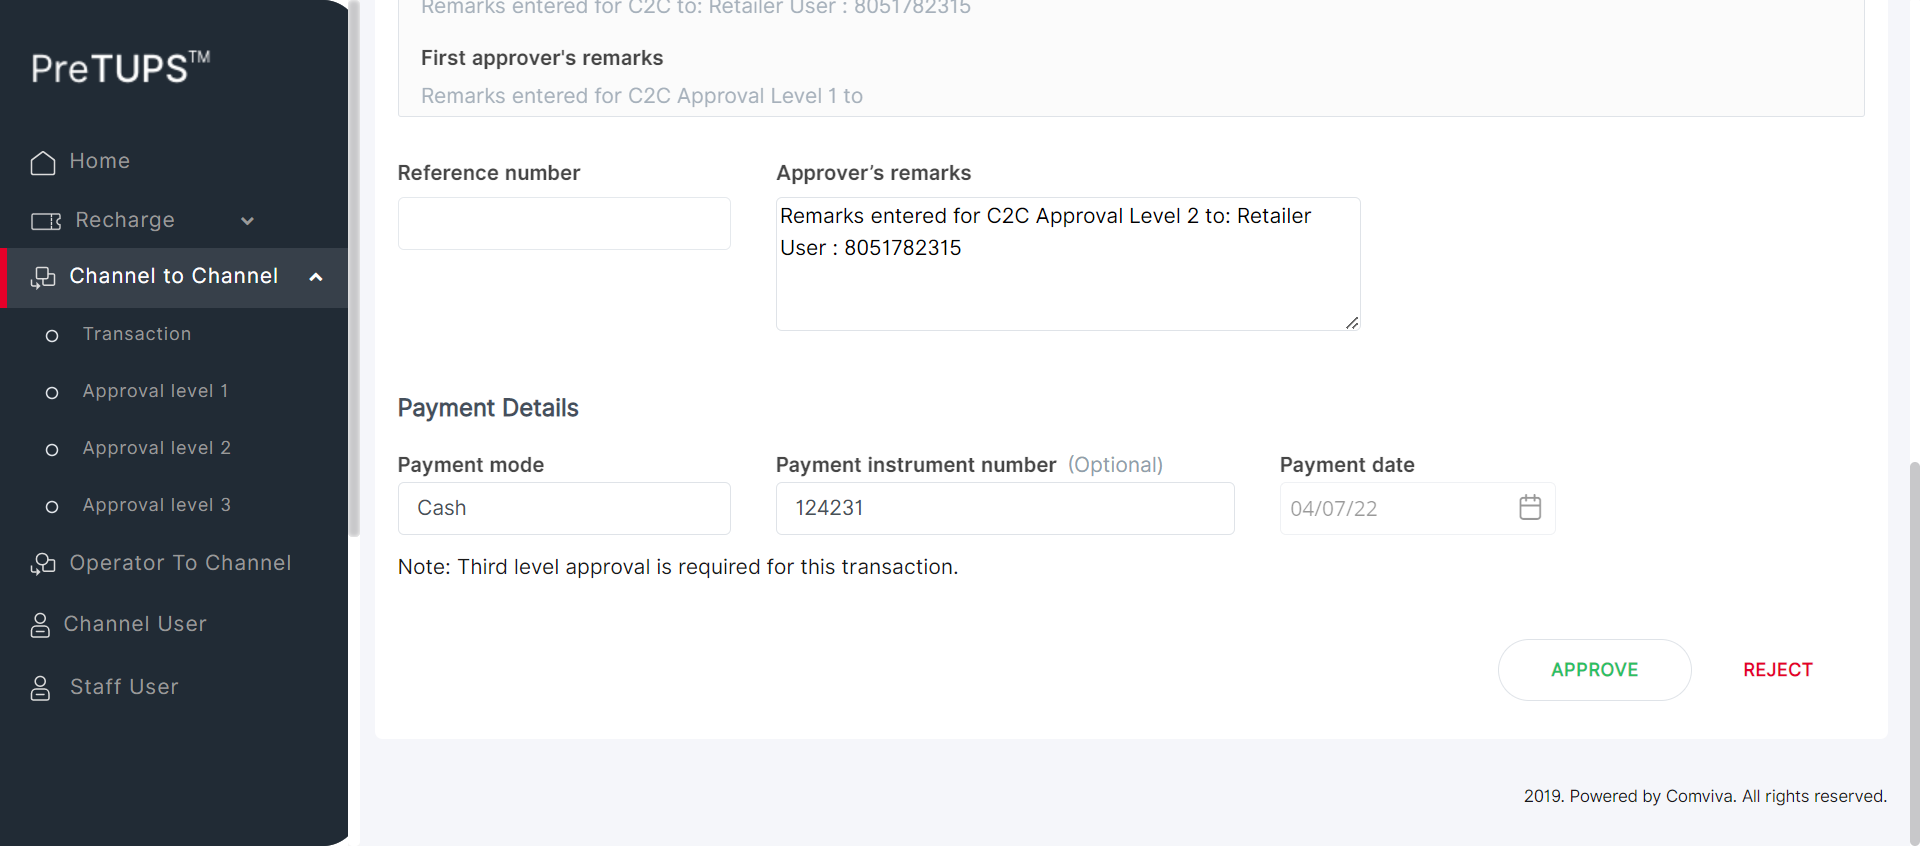 PreTUPS™
Home
Recharge
Channel to Channel
Transaction
Approval level 1
Approval level 2
Approval level 3
Operator To Channel
Channel User
Staff User
Remarks entered for C2C to: Retailer User : 8051782315
First approver's remarks
Remarks entered for C2C Approval Level 1 to
Reference number
Approver’s remarks
Remarks entered for C2C Approval Level 2 to: Retailer
User : 8051782315
Payment Details
Payment mode
Payment instrument number (Optional)
Payment date
Cash
124231
04/07/22
Note: Third level approval is required for this transaction.
APPROVE
REJECT
2019. Powered by Comviva. All rights reserved.